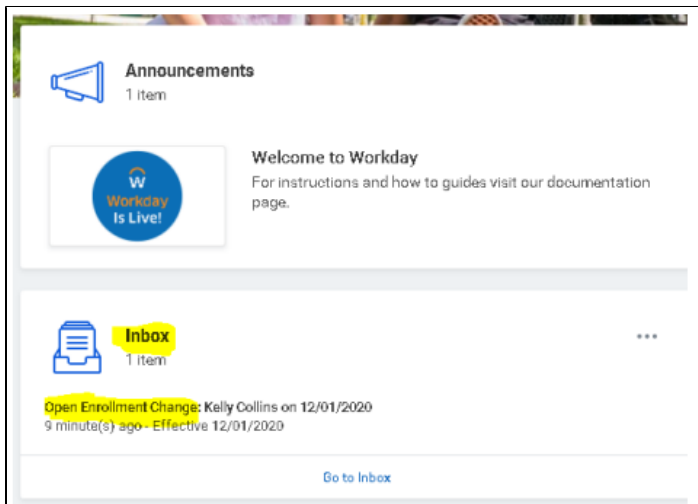 Announcements
1 item
W
Workday
Is Live!
Welcome to Workday
For instructions and how to guides visit our documentation
page.
Inbox
1 item
Open Enrollment Change: Kelly Collins on 12/01/2020
9 minute(s) ago - Effective 12/01/2020
Go to Inbox